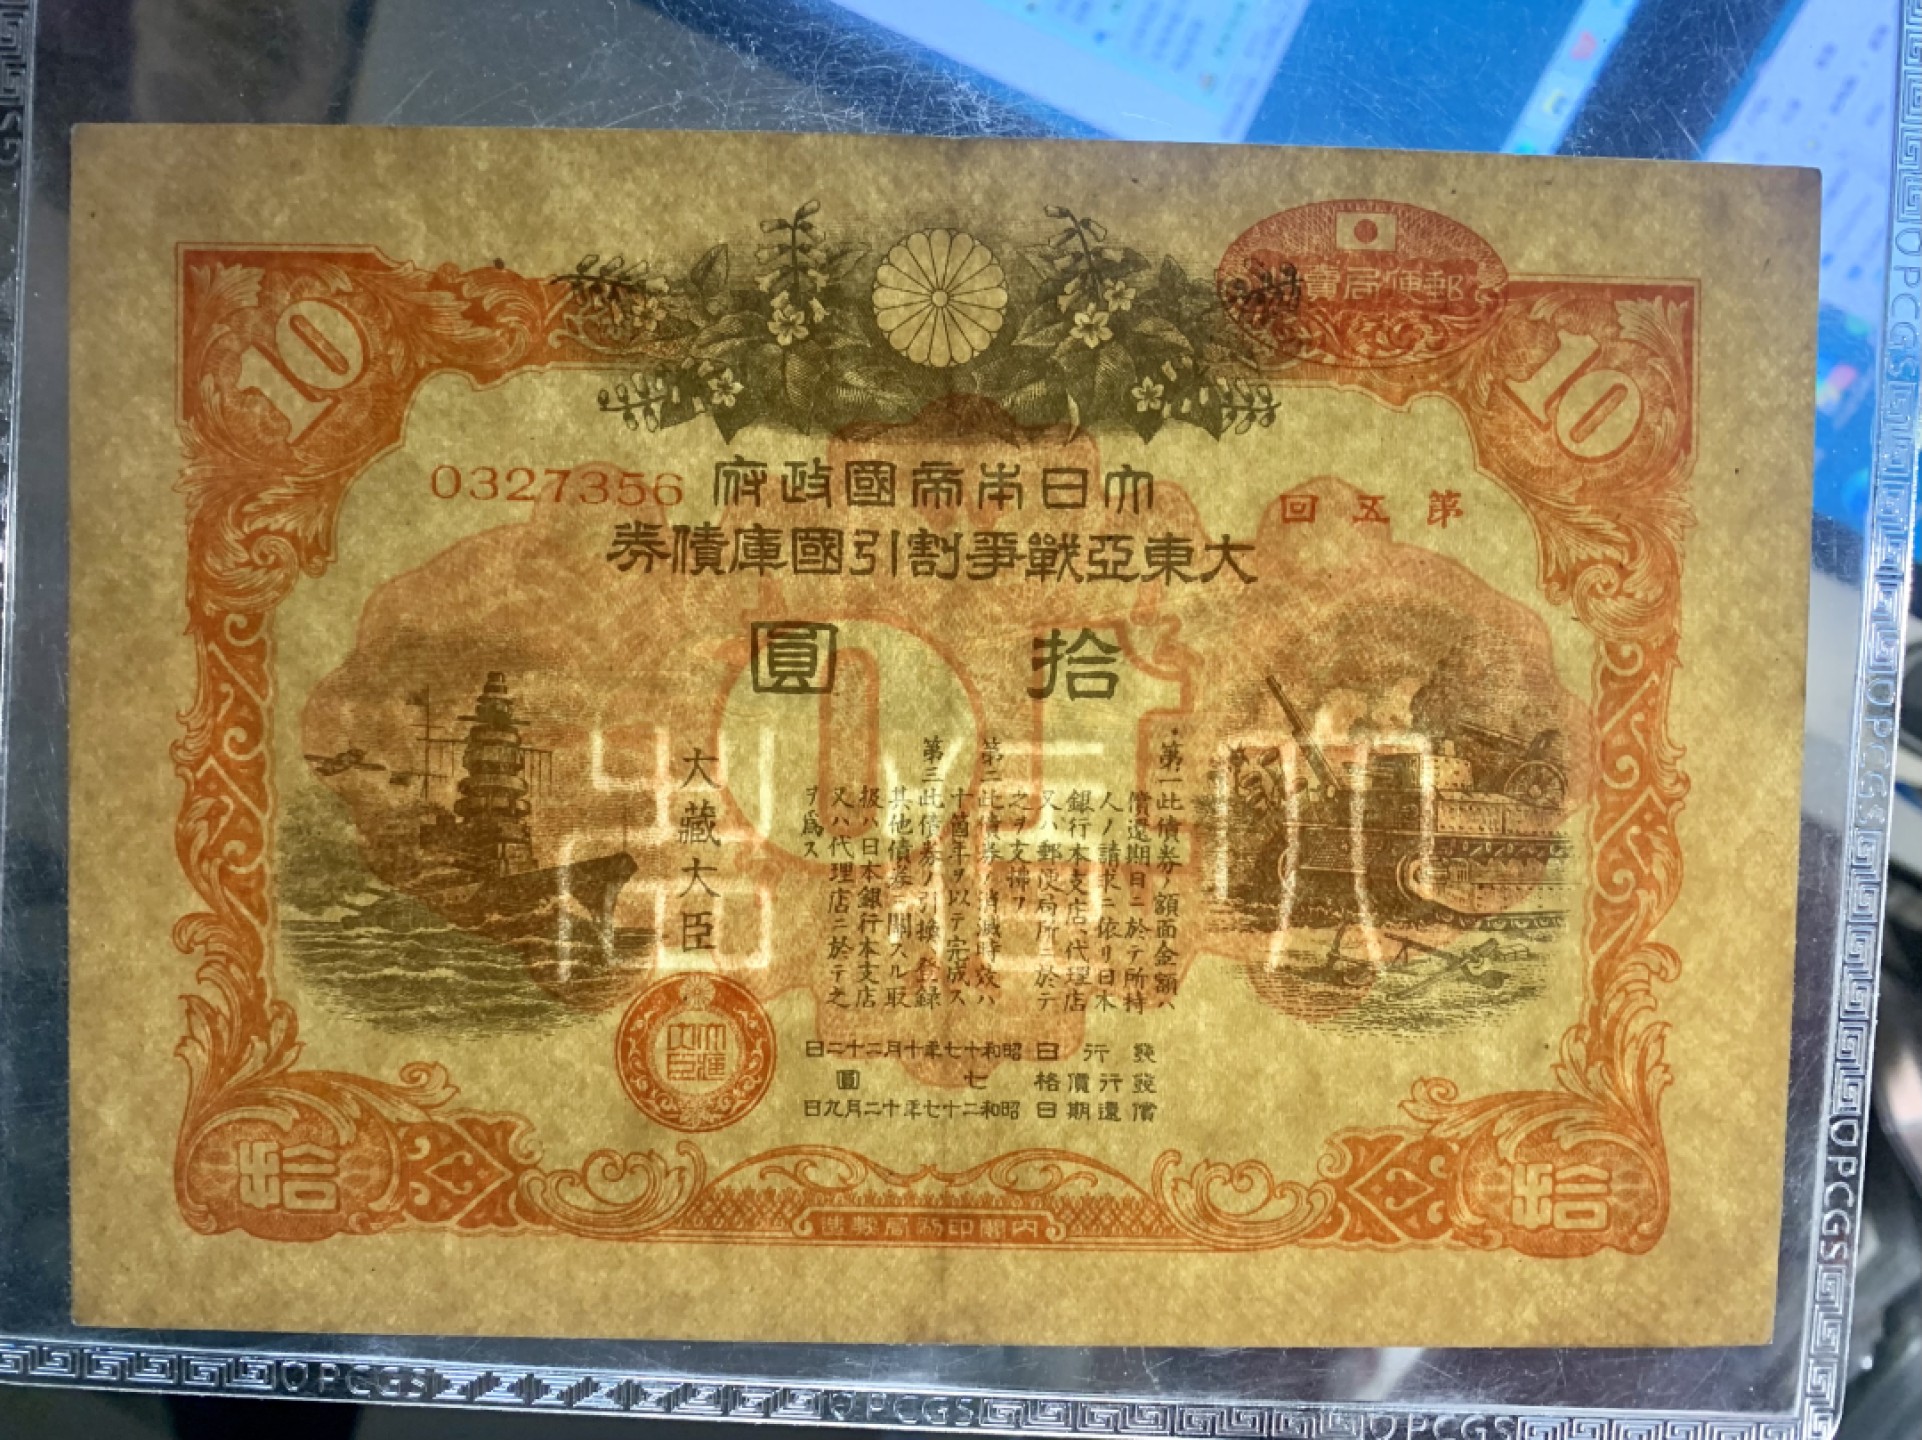 郵便局賣出
10
10
0327356
大日本帝國政府
第五回
大東亞戰爭割引國庫債券
拾圓
第一 此債券ノ額面金額ハ
償還期日ニ於テ所持
人ノ請求ニ依リ日本
銀行本支店、代理店
又ハ郵便局所ニ於テ
之ヲ支拂フ
第二 此債券ノ消滅時效ハ
十箇年ヲ以テ完成ス
第三 此債券ノ引換、登録
其他債券ニ關スル取
扱ハ日本銀行本支店
又ハ代理店ニ於テ之
ヲ爲ス
大藏大臣
發行日 昭和十七年十月二十二日
發行價格 七圓
償還期日 昭和二十七年十二月九日
拾
拾
內閣印刷局製造
PCGS
PCGS
PCGS
PCGS
PCGS
PCGS
PCGS